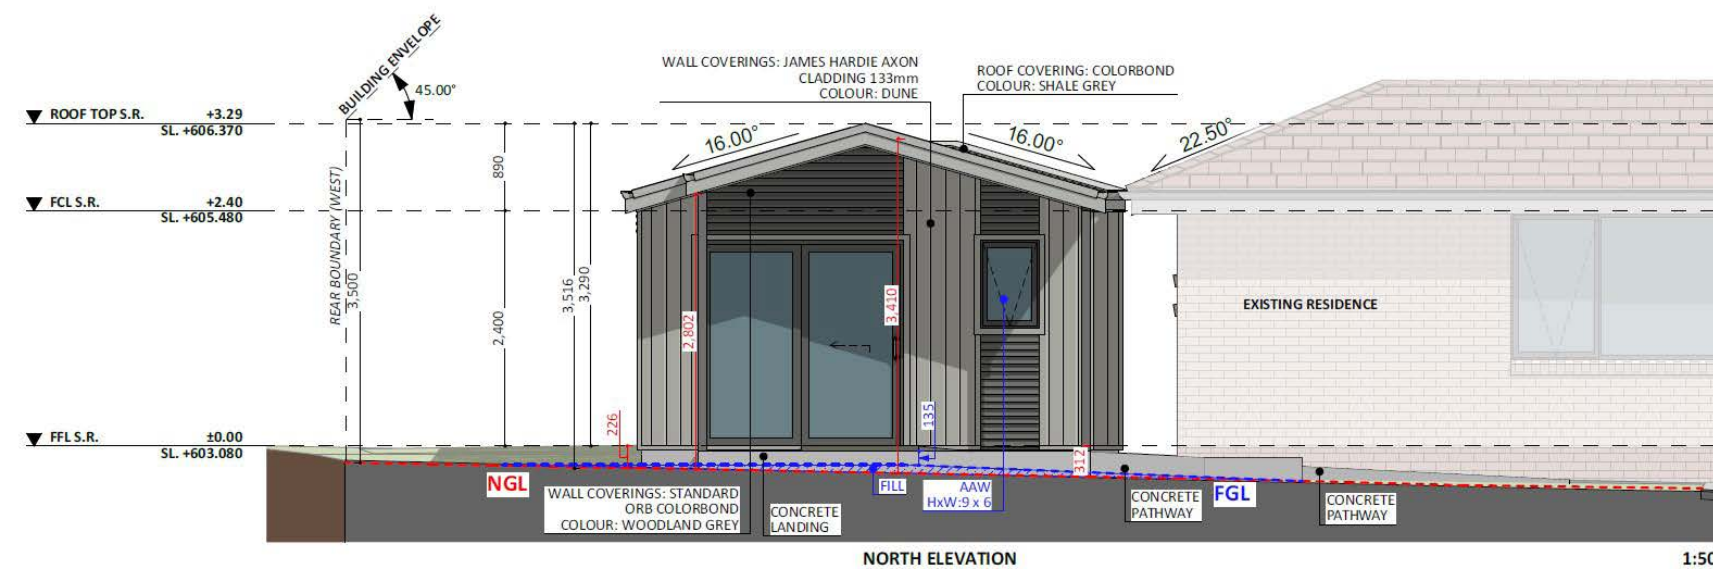 BUILDING ENVELOPE
45.00°
WALL COVERINGS: JAMES HARDIE AXON
CLADDING 133mm
COLOUR: DUNE
ROOF COVERING: COLORBOND
COLOUR: SHALE GREY
ROOF TOP S.R. +3.29
SL. +606.370
16.00°
16.00°
22.50°
890
FCL S.R. +2.40
SL. +605.480
REAR BOUNDARY (WEST)
3,500
3,516
3,290
2,400
2,802
3,410
EXISTING RESIDENCE
226
135
FFL S.R. ±0.00
SL. +603.080
312
NGL
WALL COVERINGS: STANDARD
ORB COLORBOND
COLOUR: WOODLAND GREY
CONCRETE
LANDING
FILL
AAW
HxW:9 x 6
CONCRETE
PATHWAY
FGL
CONCRETE
PATHWAY
NORTH ELEVATION
1:50